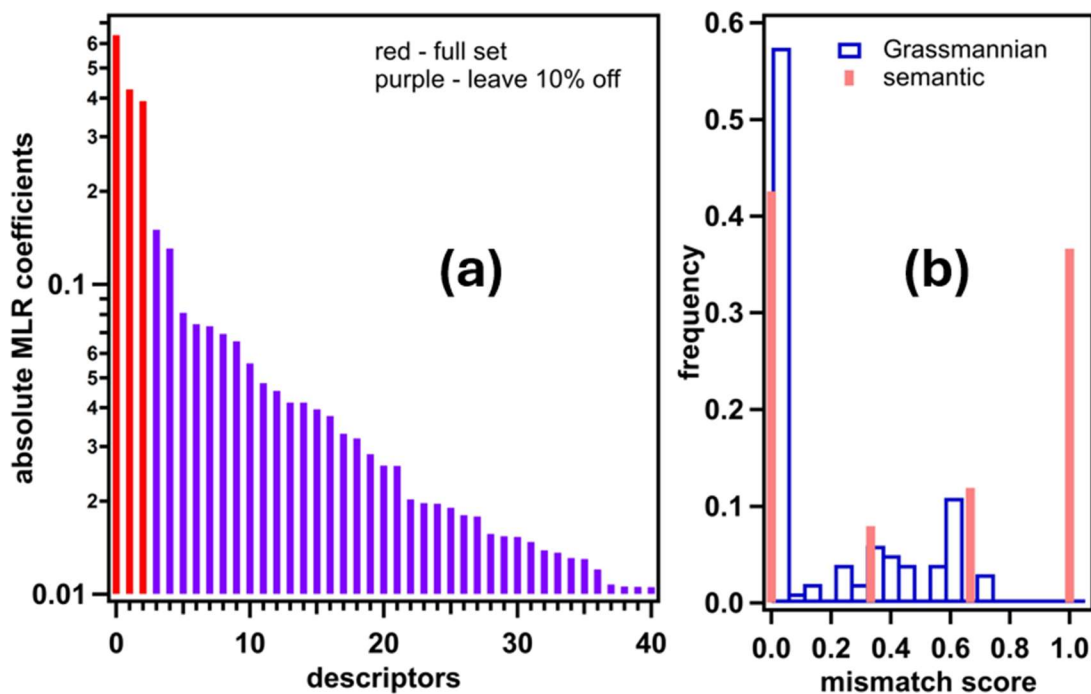 red - full set
purple - leave 10% off
(a)
absolute MLR coefficients
6
5
4
3
2
0.1
6
5
4
3
2
0.01
0 10 20 30 40
descriptors
Grassmannian
semantic
(b)
frequency
0.6
0.5
0.4
0.3
0.2
0.1
0.0
0.0 0.2 0.4 0.6 0.8 1.0
mismatch score